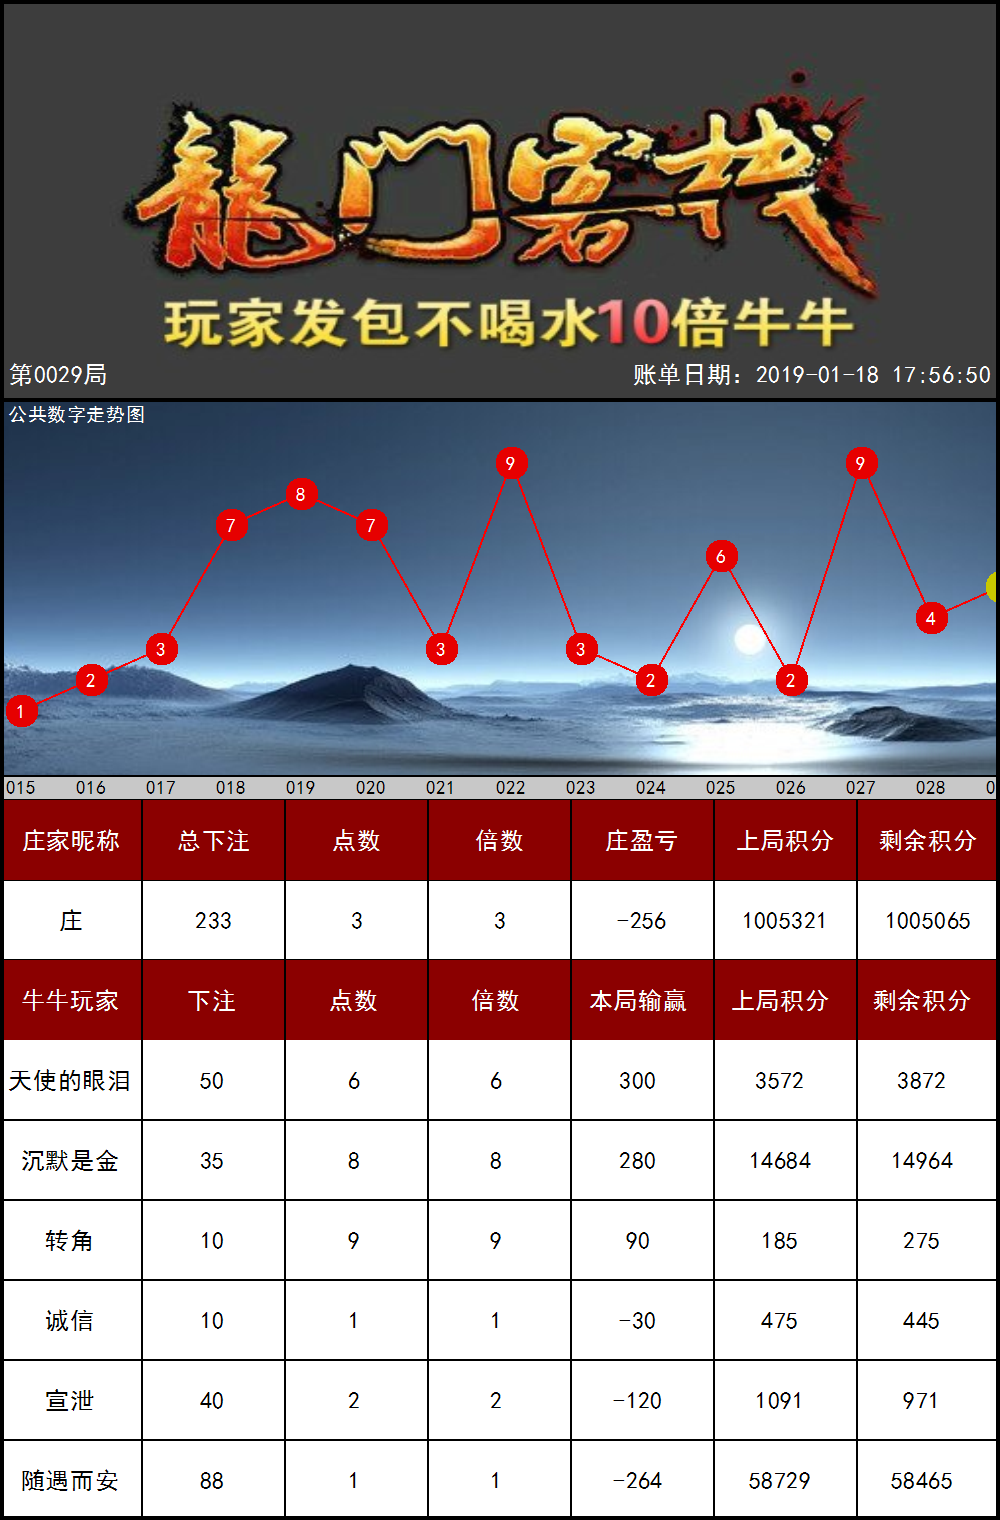 龍门客栈
玩家发包不喝水10倍牛牛
第0029局 账单日期：2019-01-18 17:56:50
公共数字走势图
1 2 3 7 8 7 3 9 3 2 6 2 9 4
015 016 017 018 019 020 021 022 023 024 025 026 027 028 0
庄家昵称 总下注 点数 倍数 庄盈亏 上局积分 剩余积分
庄 233 3 3 -256 1005321 1005065
牛牛玩家 下注 点数 倍数 本局输赢 上局积分 剩余积分
天使的眼泪 50 6 6 300 3572 3872
沉默是金 35 8 8 280 14684 14964
转角 10 9 9 90 185 275
诚信 10 1 1 -30 475 445
宣泄 40 2 2 -120 1091 971
随遇而安 88 1 1 -264 58729 58465